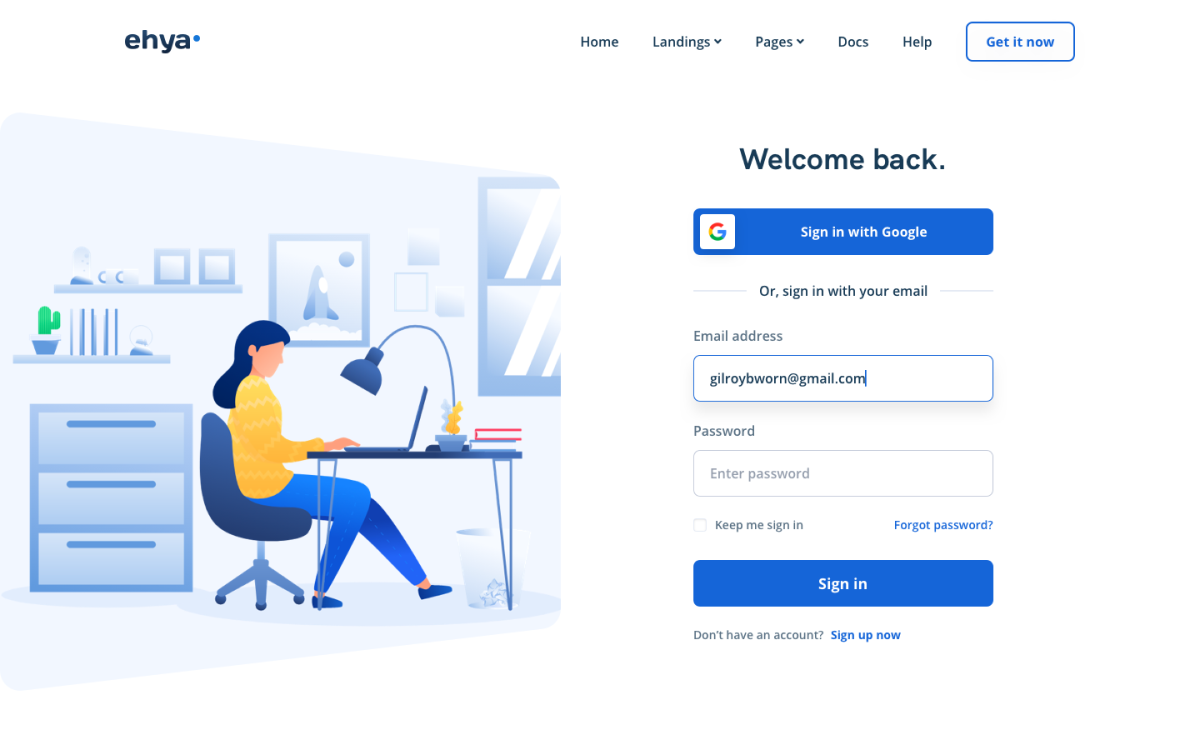 ehya
Home Landings Pages Docs Help Get it now
Welcome back.
Sign in with Google
Or, sign in with your email
Email address
gilroybworn@gmail.com
Password
Enter password
Keep me sign in Forgot password?
Sign in
Don't have an account? Sign up now